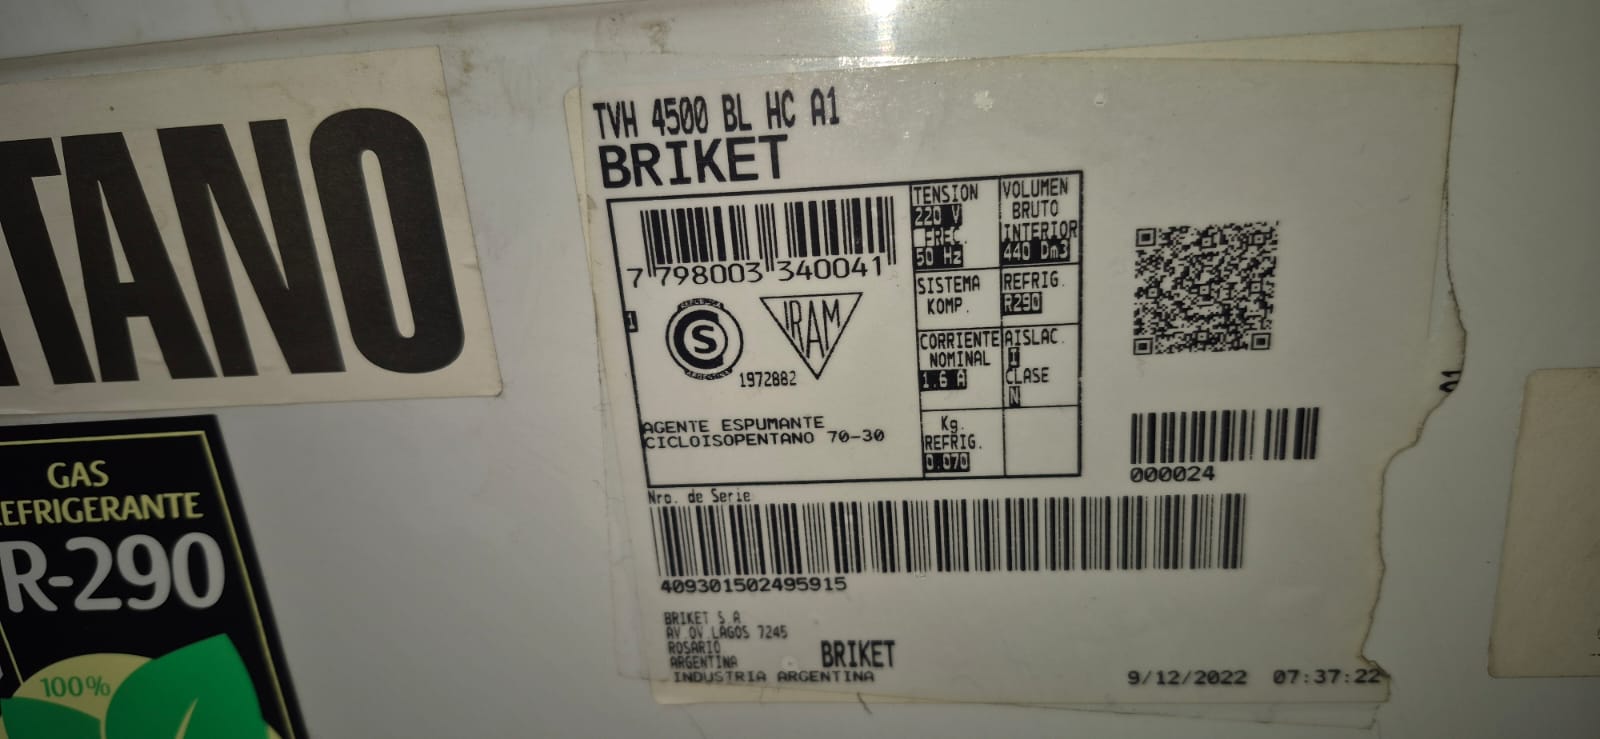 TANO
GAS
EFRIGERANTE
R-290
100%
TVH 4500 BL HC A1
BRIKET
7 798003 340041
1
S
ARGENTINA
IRAM
1972882
AGENTE ESPUMANTE
CICLOISOPENTANO 70-30
TENSION
220 V
FREC.
50 Hz
VOLUMEN
BRUTO
INTERIOR
440 Dm3
SISTEMA
KOMP.
REFRIG.
R290
CORRIENTE
NOMINAL
1.6 A
AISLAC.
I
CLASE
N
Kg.
REFRIG.
0.070
000024
Nro. de Serie
409301502495915
BRIKET S.A
AV.OV.LAGOS 7245
ROSARIO
ARGENTINA
BRIKET
INDUSTRIA ARGENTINA
9/12/2022 07:37:22